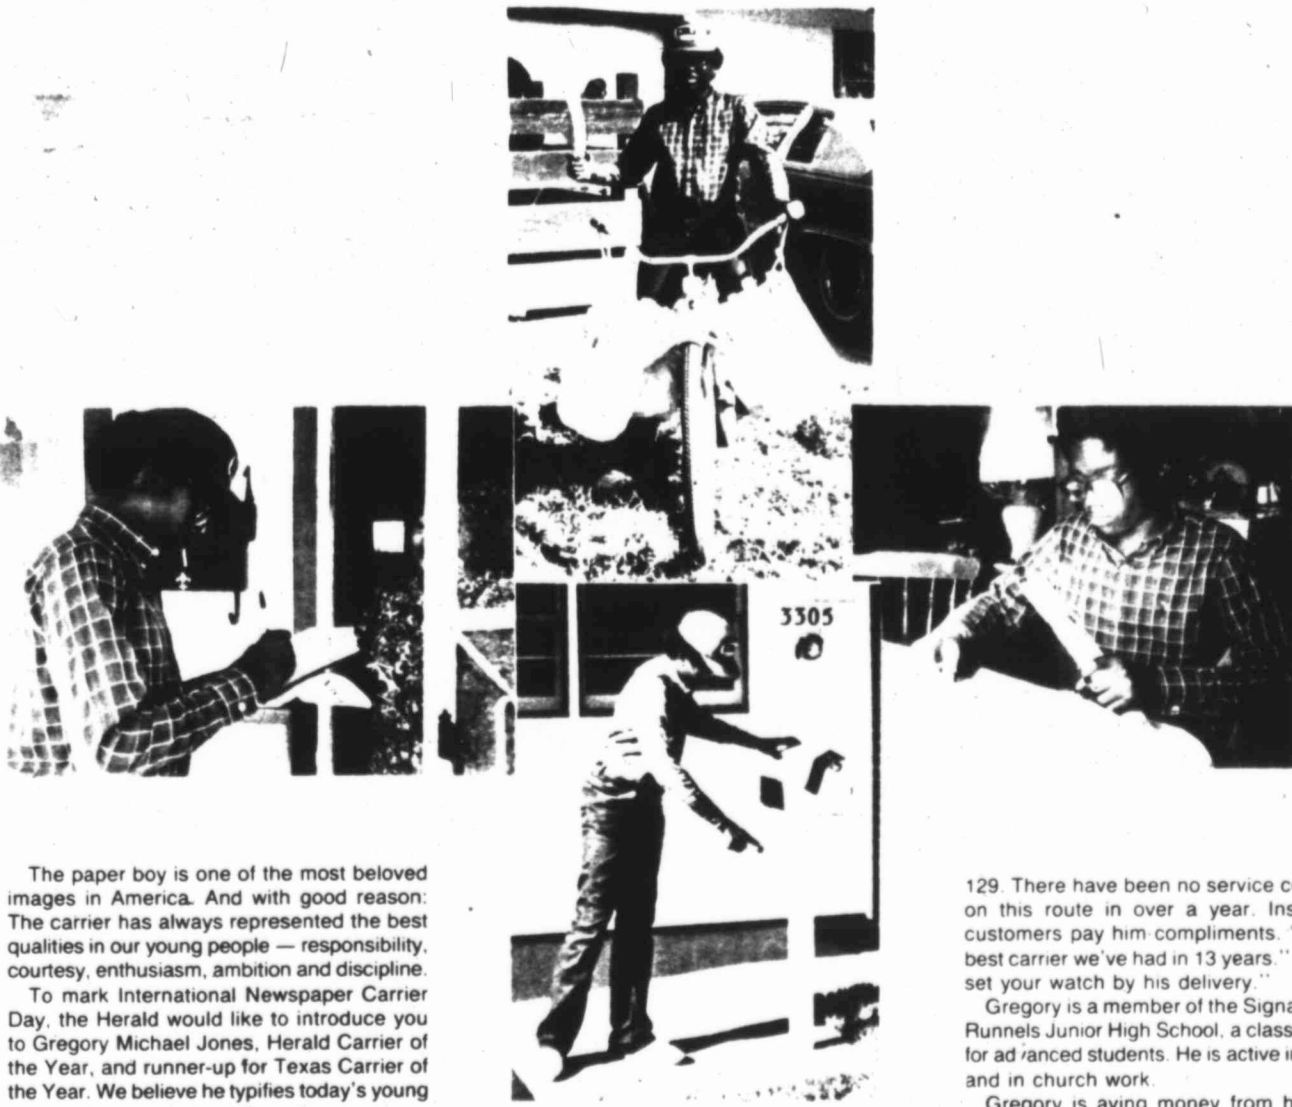 3305
The paper boy is one of the most beloved
images in America. And with good reason:
The carrier has always represented the best
qualities in our young people — responsibility,
courtesy, enthusiasm, ambition and discipline.
To mark International Newspaper Carrier
Day, the Herald would like to introduce you
to Gregory Michael Jones, Herald Carrier of
the Year, and runner-up for Texas Carrier of
the Year. We believe he typifies today's young
129. There have been no service
on this route in over a year.
customers pay him compliments.
best carrier we've had in 13 years."
set your watch by his delivery."
Gregory is a member of the
Runnels Junior High School, a class
for advanced students. He is active
and in church work.
Gregory is aving money from